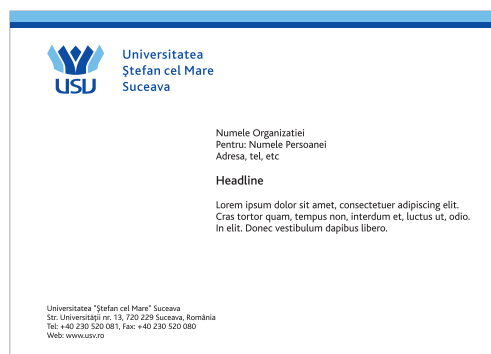 USV
Universitatea
Ştefan cel Mare
Suceava
Numele Organizatiei
Pentru: Numele Persoanei
Adresa, tel, etc
Headline
Lorem ipsum dolor sit amet, consectetuer adipiscing elit.
Cras tortor quam, tempus non, interdum et, luctus ut, odio.
In elit. Donec vestibulum dapibus libero.
Universitatea "Ştefan cel Mare" Suceava
Str. Universităţii nr. 13, 720 229 Suceava, România
Tel: +40 230 520 081, Fax: +40 230 520 080
Web: www.usv.ro